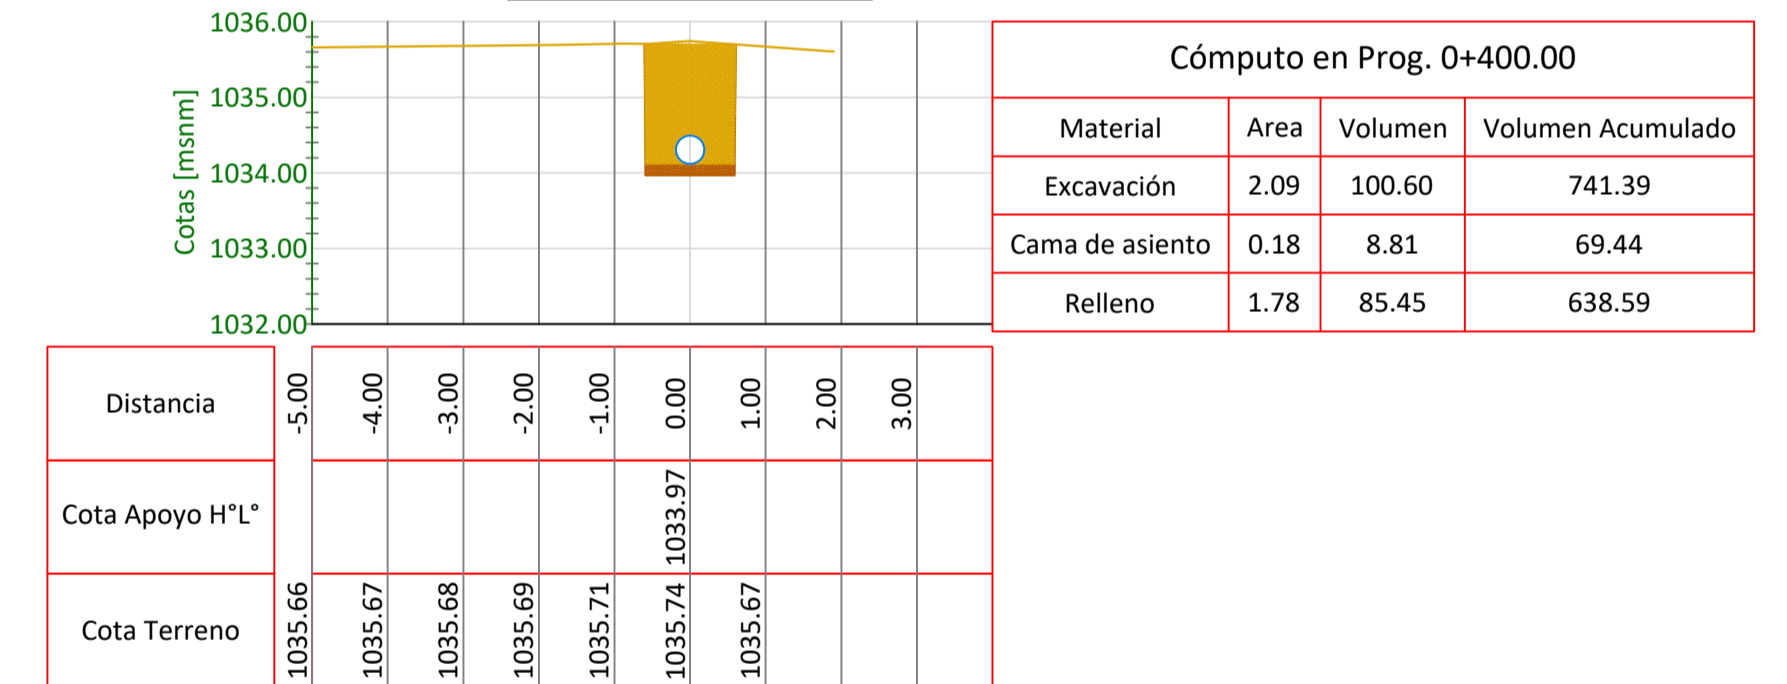 1036.00
1035.00
1034.00
1033.00
1032.00
Cotas [msnm]
Cómputo en Prog. 0+400.00
Material Area Volumen Volumen Acumulado
Excavación 2.09 100.60 741.39
Cama de asiento 0.18 8.81 69.44
Relleno 1.78 85.45 638.59
Distancia -5.00 -4.00 -3.00 -2.00 -1.00 0.00 1.00 2.00 3.00
Cota Apoyo H°L° 1033.97
Cota Terreno 1035.66 1035.67 1035.68 1035.69 1035.71 1035.74 1035.67